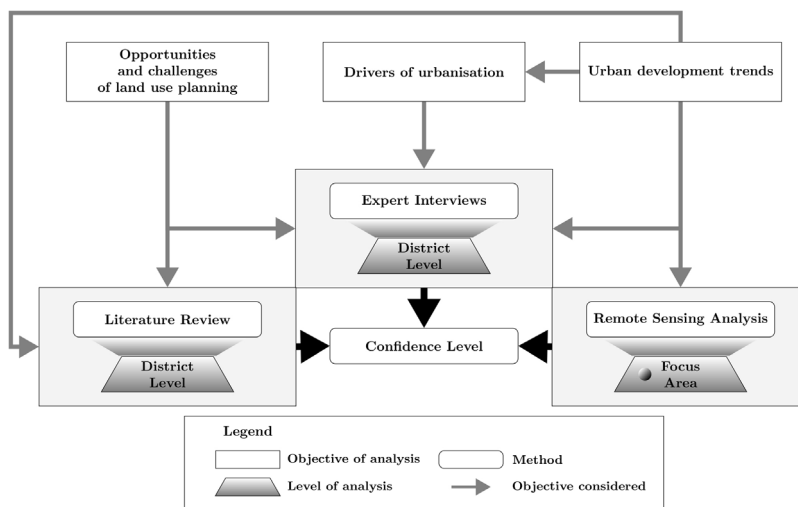 Opportunities
and challenges
of land use planning
Drivers of urbanisation
Urban development trends
Expert Interviews
District
Level
Literature Review
District
Level
Confidence Level
Remote Sensing Analysis
Focus
Area
Legend
Objective of analysis
Method
Level of analysis
Objective considered